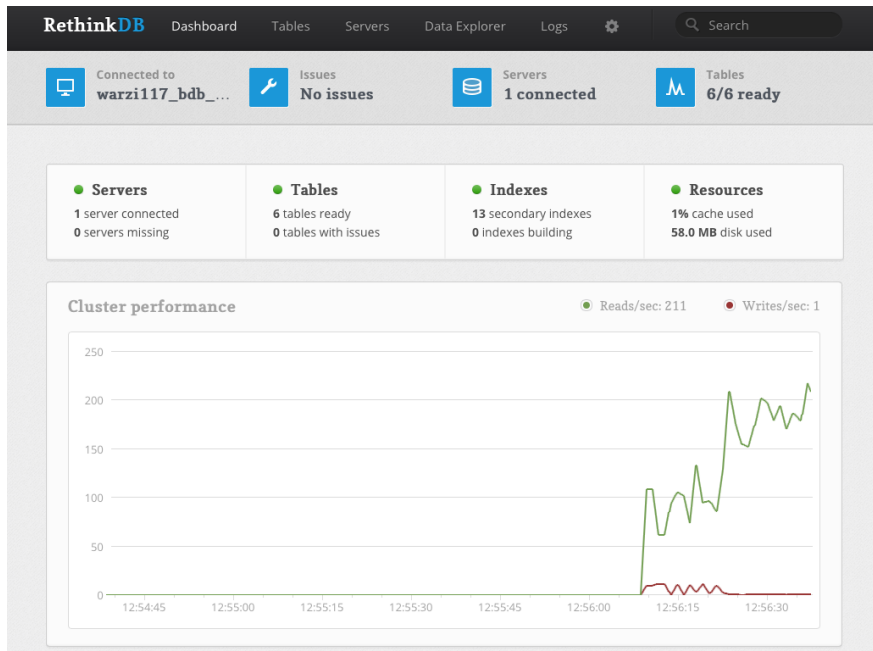 RethinkDB Dashboard Tables Servers Data Explorer Logs Search
Connected to
warzi117_bdb_...
Issues
No issues
Servers
1 connected
Tables
6/6 ready
Servers
1 server connected
0 servers missing
Tables
6 tables ready
0 tables with issues
Indexes
13 secondary indexes
0 indexes building
Resources
1% cache used
58.0 MB disk used
Cluster performance
Reads/sec: 211
Writes/sec: 1
250
200
150
100
50
0
12:54:45 12:55:00 12:55:15 12:55:30 12:55:45 12:56:00 12:56:15 12:56:30